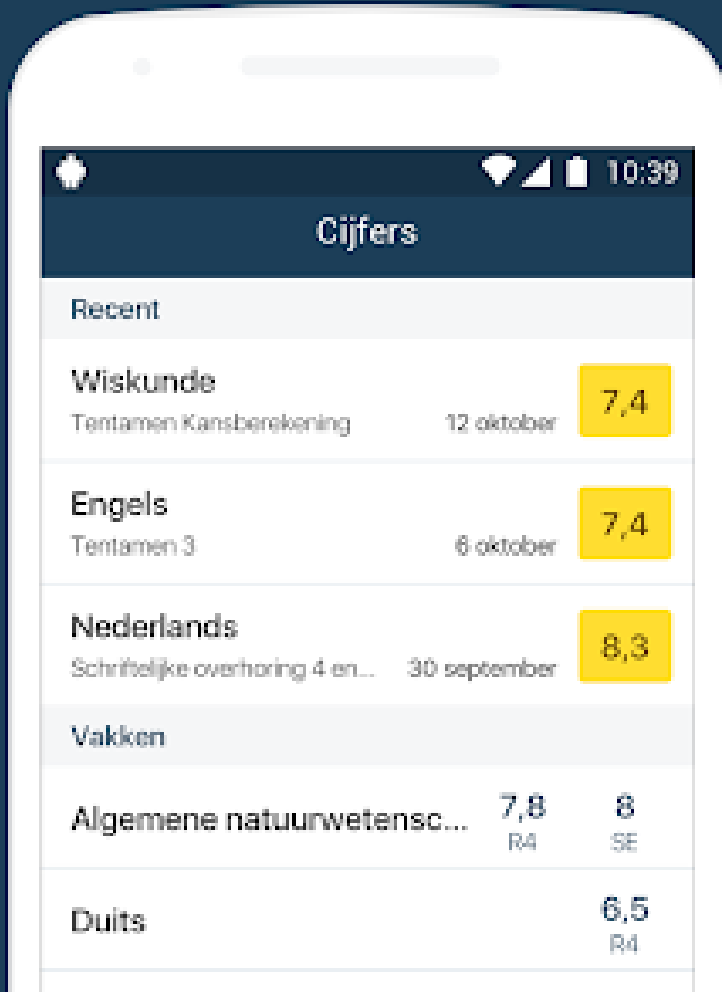 10:39
Cijfers
Recent
Wiskunde
Tentamen Kansberekening 12 oktober 7,4
Engels
Tentamen 3 6 oktober 7,4
Nederlands
Schriftelijke overhoring 4 en... 30 september 8,3
Vakken
Algemene natuurwetensc... 7,8 8
R4 SE
Duits 6,5
R4